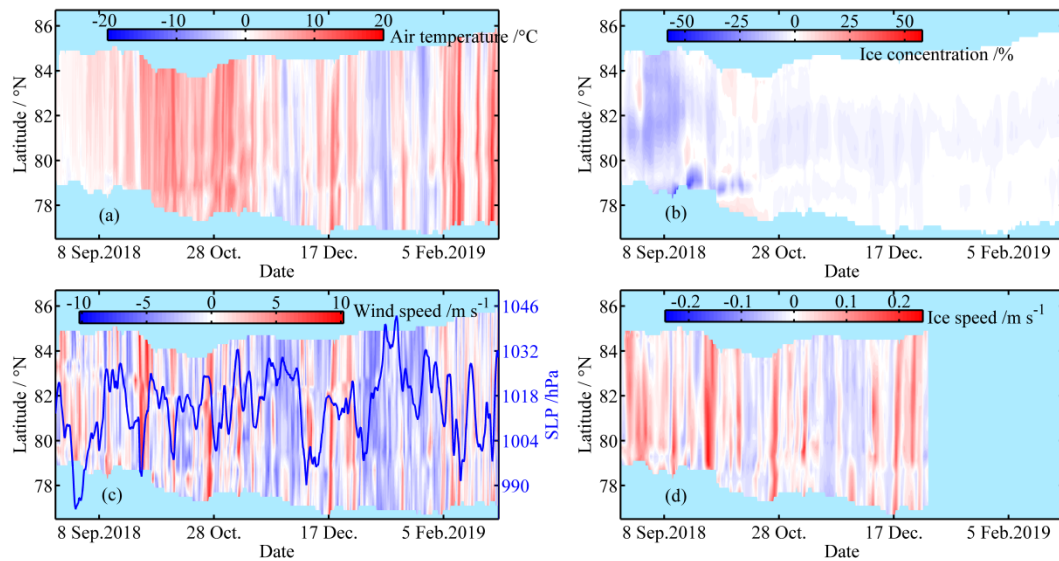 86
84
82
80
78
Latitude / °N
-20 -10 0 10 20
Air temperature /°C
(a)
8 Sep.2018 28 Oct. 17 Dec. 5 Feb.2019
Date
86
84
82
80
78
Latitude / °N
-50 -25 0 25 50
Ice concentration /%
(b)
8 Sep.2018 28 Oct. 17 Dec. 5 Feb.2019
Date
86
84
82
80
78
Latitude / °N
-10 -5 0 5 10
Wind speed /m s⁻¹
1046
1032
1018
1004
990
SLP /hPa
(c)
8 Sep.2018 28 Oct. 17 Dec. 5 Feb.2019
Date
86
84
82
80
78
Latitude / °N
-0.2 -0.1 0 0.1 0.2
Ice speed /m s⁻¹
(d)
8 Sep.2018 28 Oct. 17 Dec. 5 Feb.2019
Date